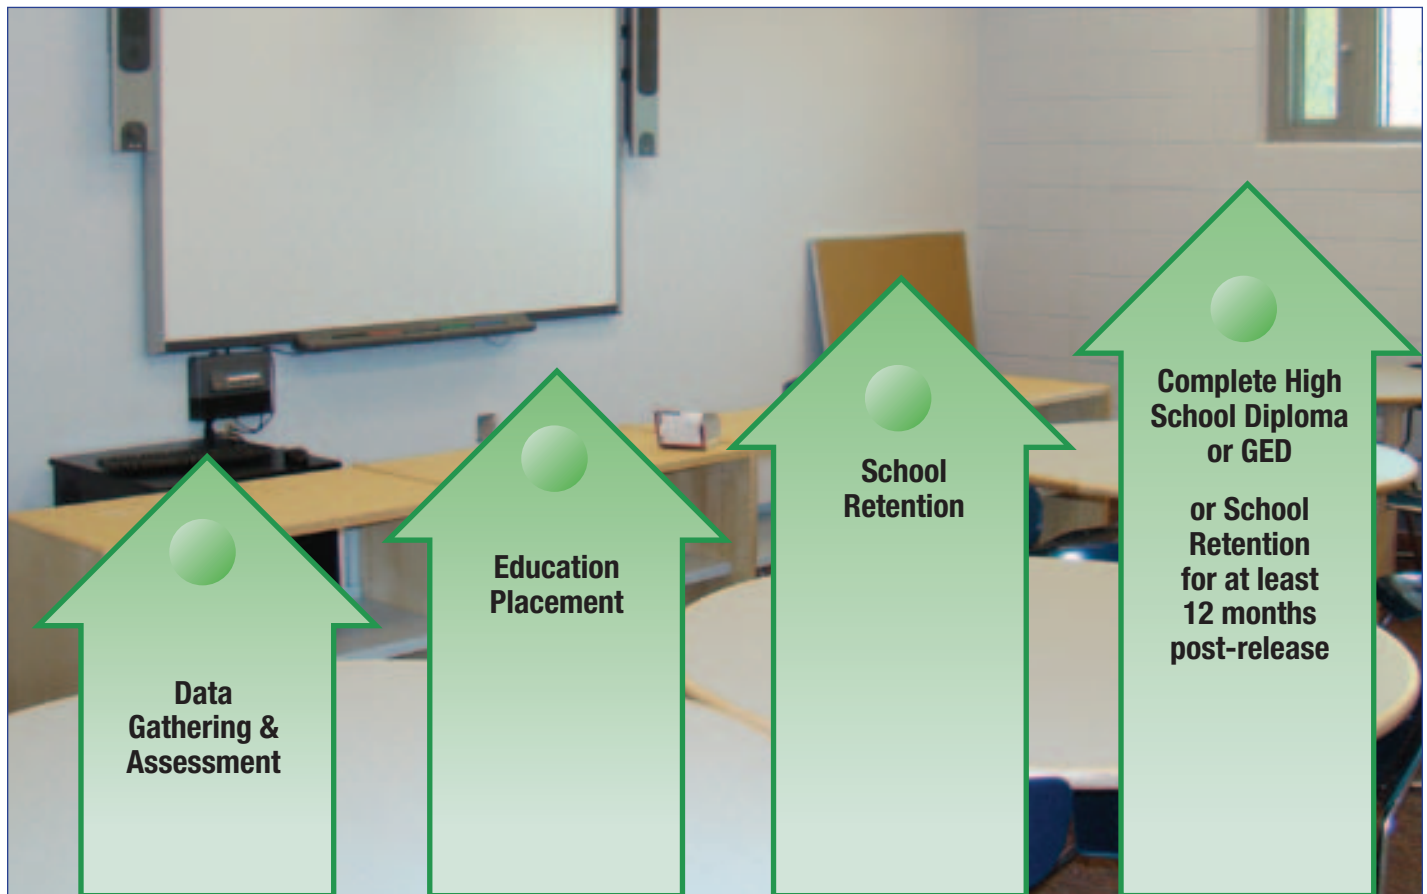 Data
Gathering &
Assessment
Education
Placement
School
Retention
Complete High
School Diploma
or GED
or School
Retention
for at least
12 months
post-release